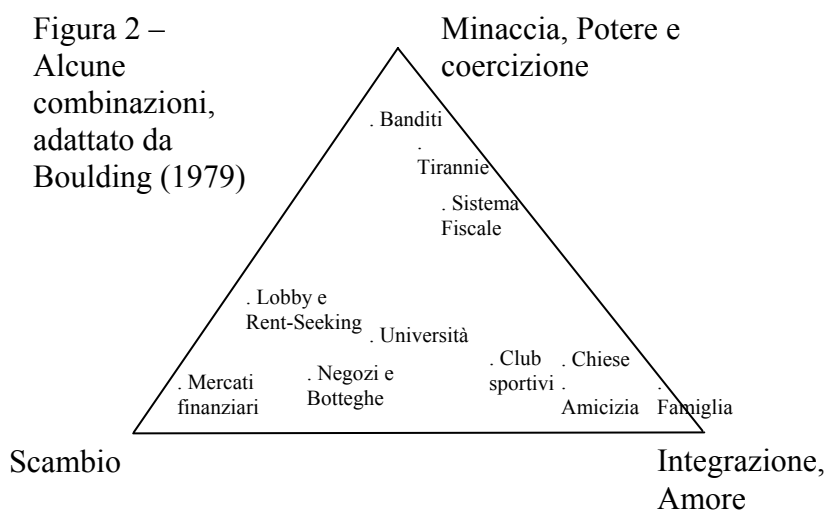 Figura 2 –
Alcune
combinazioni,
adattato da
Boulding (1979)
Minaccia, Potere e
coercizione
. Banditi
.
Tirannie
. Sistema
Fiscale
. Lobby e
Rent-Seeking
. Università
. Mercati
finanziari
. Negozi e
Botteghe
. Club
sportivi
. Chiese
.
Amicizia
.
Famiglia
Scambio
Integrazione,
Amore